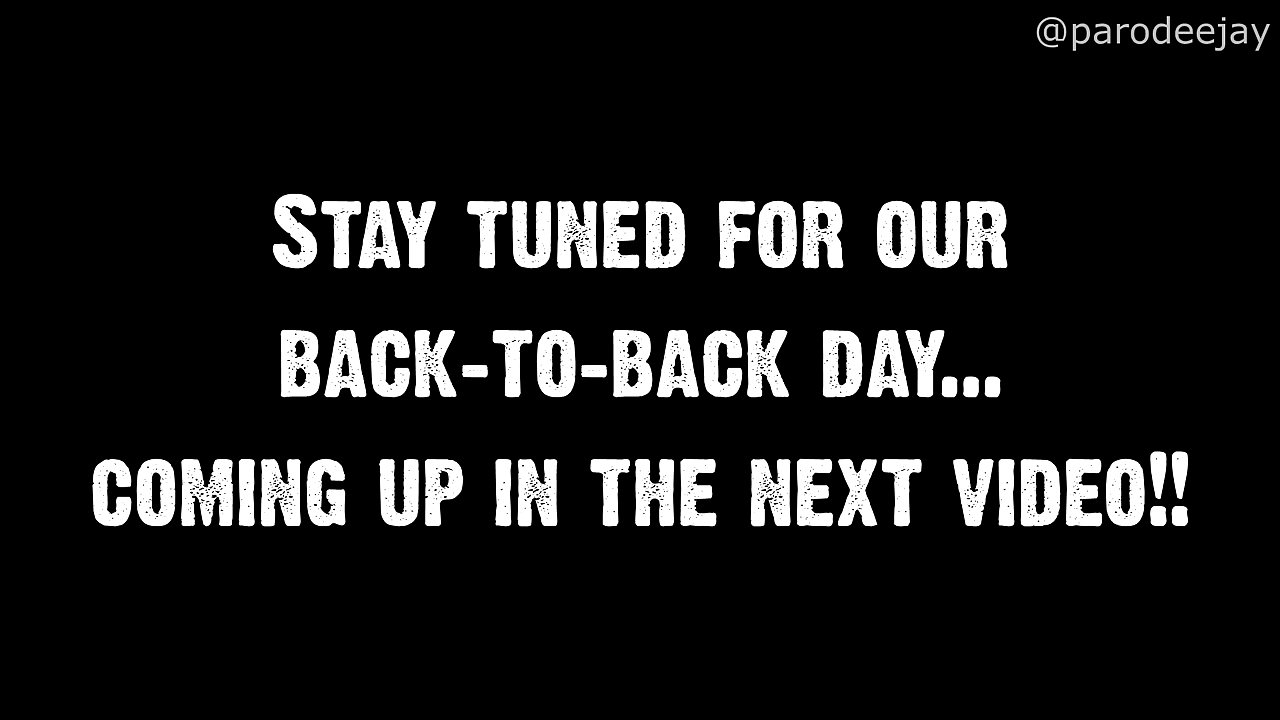 @parodeejay
Stay tuned for our
back-to-back day...
coming up in the next video!!